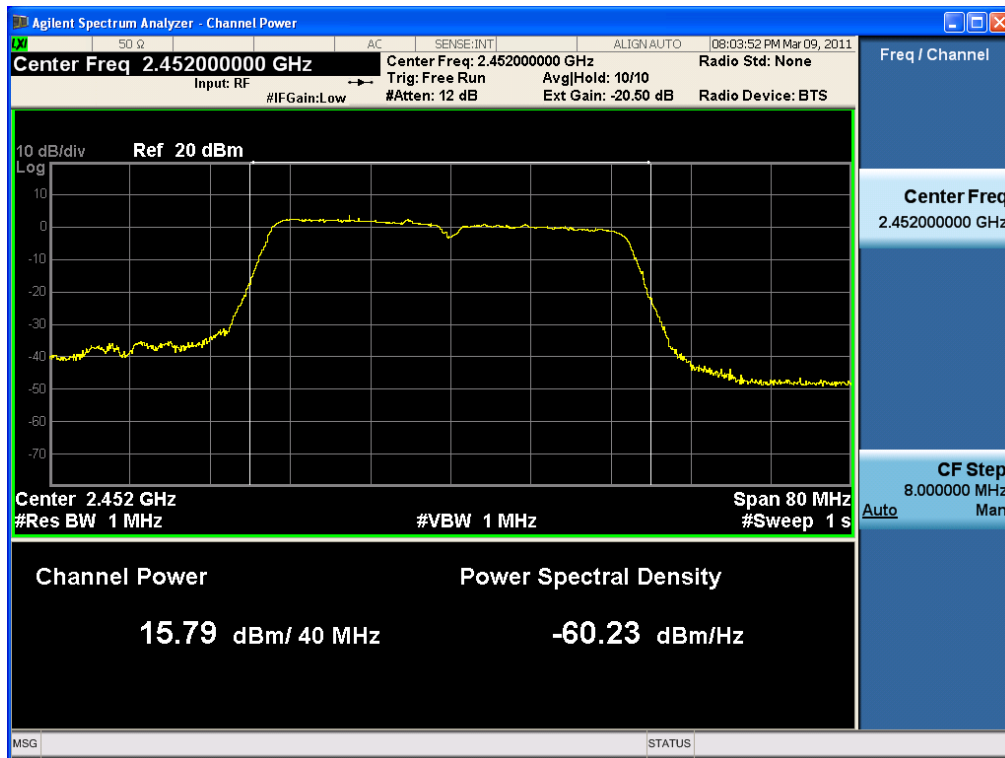 Agilent Spectrum Analyzer - Channel Power
LXI 50 Ω AC SENSE:INT ALIGN AUTO 08:03:52 PM Mar 09, 2011
Center Freq 2.452000000 GHz
Input: RF
#IFGain:Low
Center Freq: 2.452000000 GHz
Trig: Free Run Avg|Hold: 10/10
#Atten: 12 dB Ext Gain: -20.50 dB
Radio Std: None
Radio Device: BTS
10 dB/div Ref 20 dBm
Log
10
0
-10
-20
-30
-40
-50
-60
-70
Center 2.452 GHz Span 80 MHz
#Res BW 1 MHz #VBW 1 MHz #Sweep 1 s
Channel Power Power Spectral Density
15.79 dBm/ 40 MHz -60.23 dBm/Hz
MSG STATUS
Freq / Channel
Center Freq
2.452000000 GHz
CF Step
8.000000 MHz
Auto Man